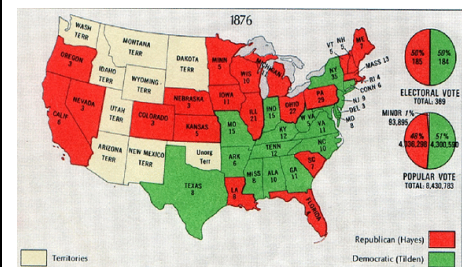 1876
WASH
TERR
MONTANA
TERR
DAKOTA
TERR
MINN
5
VT
5
NH
5
ME
7
OREGON
IDAHO
TERR
WYOMING
TERR
WIS
10
MICHIGAN
NY
35
MASS 13
RI 4
CONN 6
NJ 9
DEL 3
MD
8
NEVADA
3
UTAH
TERR
COLORADO
3
NEBRASKA
3
IOWA
11
ILL
21
IND
15
OHIO
22
PA
29
CALIF
6
KANSAS
5
MO
15
W VA
5
VA
11
KY
12
ARIZONA
TERR
NEW MEXICO
TERR
Unorg
Terr
ARK
6
TENN
12
NC
10
SC
7
TEXAS
8
LA
8
MISS
8
ALA
10
GA
11
FLORIDA
50%
185
50%
184
ELECTORAL VOTE
TOTAL: 369
MINOR 1%
93,895
48%
4,036,298
51%
4,300,590
POPULAR VOTE
TOTAL: 8,430,783
Territories
Republican (Hayes)
Democratic (Tilden)